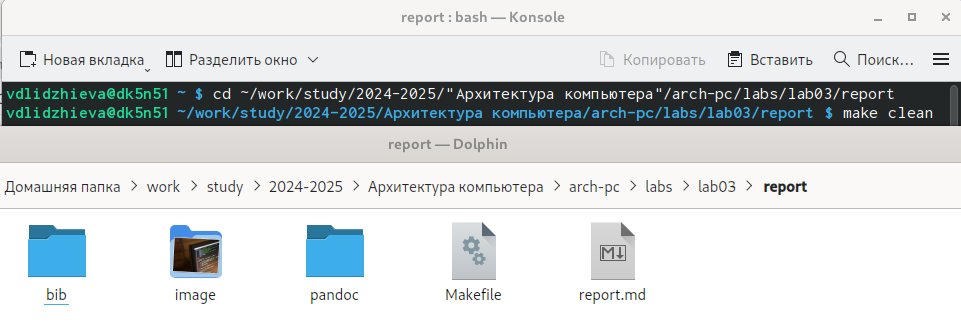 report : bash — Konsole
Новая вкладка Разделить окно Копировать Вставить Поиск...
vdlidzhieva@dk5n51 ~ $ cd ~/work/study/2024-2025/"Архитектура компьютера"/arch-pc/labs/lab03/report
vdlidzhieva@dk5n51 ~/work/study/2024-2025/Архитектура компьютера/arch-pc/labs/lab03/report $ make clean
report — Dolphin
Домашняя папка > work > study > 2024-2025 > Архитектура компьютера > arch-pc > labs > lab03 > report
M
bib image pandoc Makefile report.md